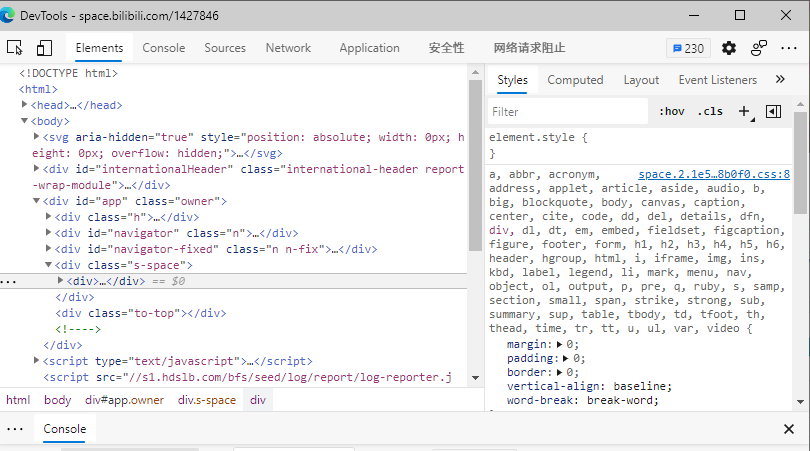 DevTools - space.bilibili.com/1427846
Elements Console Sources Network Application 安全性 网络请求阻止 230
<!DOCTYPE html>
<html>
<head>…</head>
<body>
<svg aria-hidden="true" style="position: absolute; width: 0px; h
eight: 0px; overflow: hidden;">…</svg>
<div id="internationalHeader" class="international-header report
-wrap-module">…</div>
<div id="app" class="owner">
<div class="h">…</div>
<div id="navigator" class="n">…</div>
<div id="navigator-fixed" class="n n-fix">…</div>
<div class="s-space">
<div>…</div> == $0
</div>
<div class="to-top"></div>
<!---->
</div>
<script type="text/javascript">…</script>
<script src="//s1.hdslb.com/bfs/seed/log/report/log-reporter.j
html body div#app.owner div.s-space div
Styles Computed Layout Event Listeners
Filter :hov .cls
element.style {
}
a, abbr, acronym, space.2.1e5…8b0f0.css:8
address, applet, article, aside, audio, b,
big, blockquote, body, canvas, caption,
center, cite, code, dd, del, details, dfn,
div, dl, dt, em, embed, fieldset, figcaption,
figure, footer, form, h1, h2, h3, h4, h5, h6,
header, hgroup, html, i, iframe, img, ins,
kbd, label, legend, li, mark, menu, nav,
object, ol, output, p, pre, q, ruby, s, samp,
section, small, span, strike, strong, sub,
summary, sup, table, tbody, td, tfoot, th,
thead, time, tr, tt, u, ul, var, video {
margin: 0;
padding: 0;
border: 0;
vertical-align: baseline;
word-break: break-word;
Console